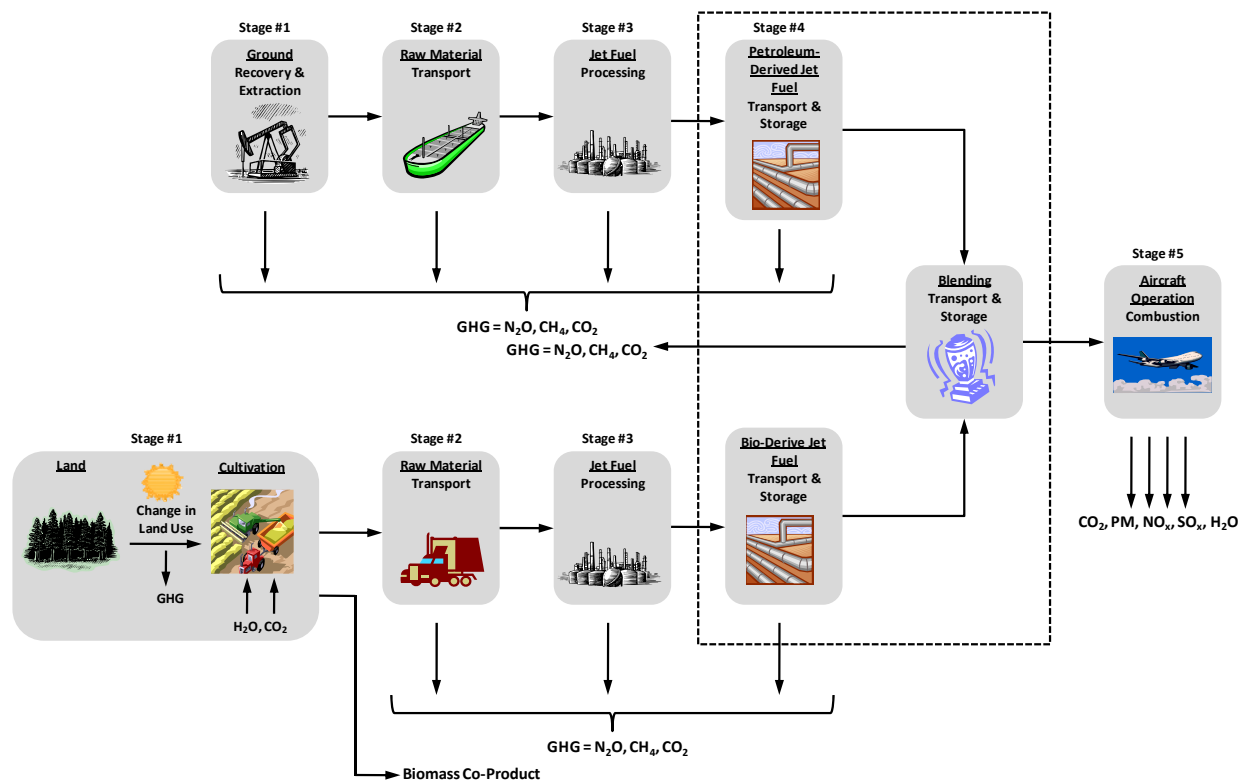 Stage #1
Ground
Recovery &
Extraction
Stage #2
Raw Material
Transport
Stage #3
Jet Fuel
Processing
Stage #4
Petroleum-
Derived Jet
Fuel
Transport &
Storage
GHG = N₂O, CH₄, CO₂
GHG = N₂O, CH₄, CO₂
Blending
Transport &
Storage
Stage #5
Aircraft
Operation
Combustion
CO₂, PM, NOₓ, SOₓ, H₂O
Stage #1
Land
Change in
Land Use
GHG
Cultivation
H₂O, CO₂
Stage #2
Raw Material
Transport
Stage #3
Jet Fuel
Processing
Bio-Derive Jet
Fuel
Transport &
Storage
GHG = N₂O, CH₄, CO₂
Biomass Co-Product